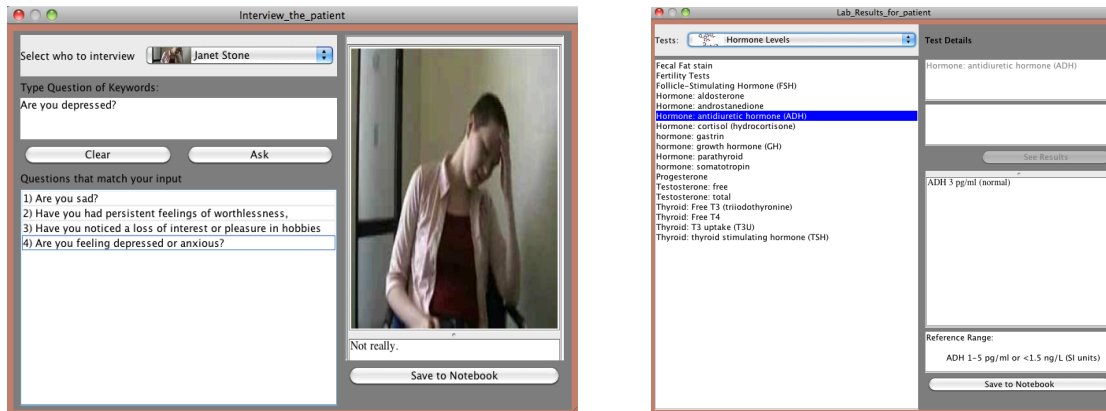 Interview_the_patient
Select who to interview
Janet Stone
Type Question of Keywords:
Are you depressed?
Clear
Ask
Questions that match your input
1) Are you sad?
2) Have you had persistent feelings of worthlessness,
3) Have you noticed a loss of interest or pleasure in hobbies
4) Are you feeling depressed or anxious?
Not really.
Save to Notebook
Lab_Results_for_patient
Tests:
Hormone Levels
Test Details
Fecal Fat stain
Fertility Tests
Follicle-Stimulating Hormone (FSH)
Hormone: aldosterone
Hormone: androstanedione
Hormone: antidiuretic hormone (ADH)
Hormone: cortisol (hydrocortisone)
hormone: gastrin
hormone: growth hormone (GH)
Hormone: parathyroid
hormone: somatotropin
Progesterone
Testosterone: free
Testosterone: total
Thyroid: Free T3 (triiodothyronine)
Thyroid: Free T4
Thyroid: T3 uptake (T3U)
Thyroid: thyroid stimulating hormone (TSH)
Hormone: antidiuretic hormone (ADH)
See Results
ADH 3 pg/ml (normal)
Reference Range:
ADH 1-5 pg/ml or <1.5 ng/L (SI units)
Save to Notebook